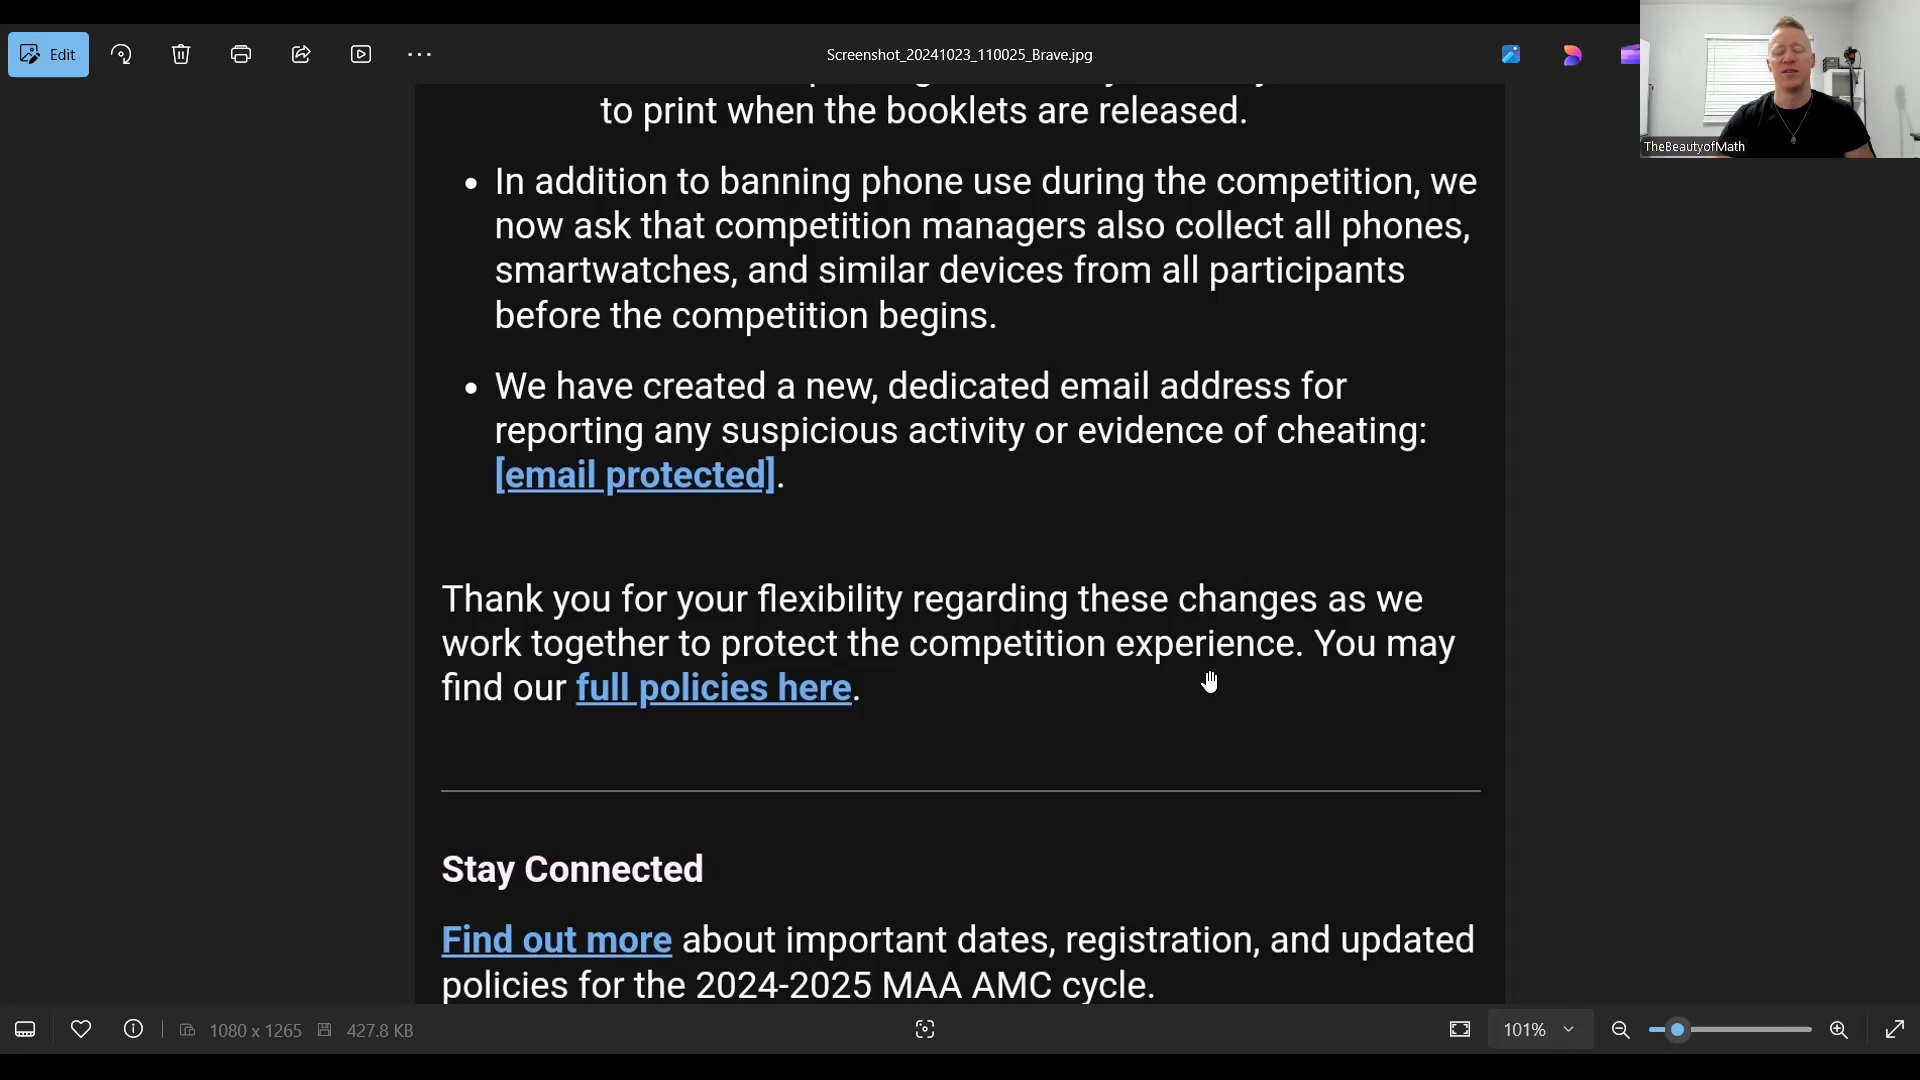 Edit
Screenshot_20241023_110025_Brave.jpg
TheBeautyofMath
to print when the booklets are released.
• In addition to banning phone use during the competition, we
now ask that competition managers also collect all phones,
smartwatches, and similar devices from all participants
before the competition begins.
• We have created a new, dedicated email address for
reporting any suspicious activity or evidence of cheating:
[email protected].
Thank you for your flexibility regarding these changes as we
work together to protect the competition experience. You may
find our full policies here.
Stay Connected
Find out more about important dates, registration, and updated
policies for the 2024-2025 MAA AMC cycle.
1080 x 1265
427.8 KB
101%